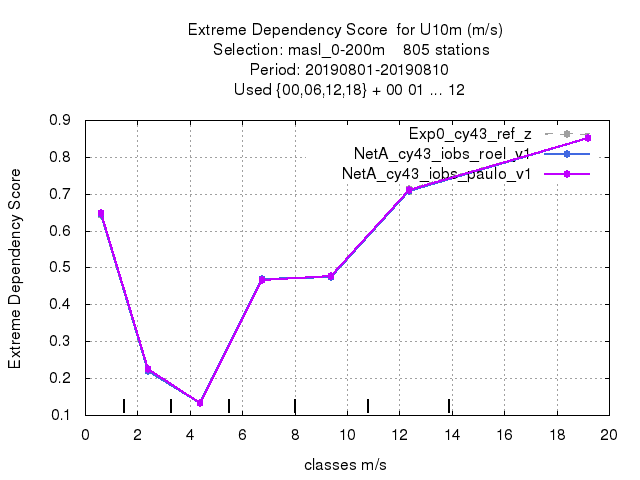 Extreme Dependency Score  for U10m (m/s)
Selection: masl_0-200m    805 stations
Period: 20190801-20190810
Used {00,06,12,18} + 00 01 ... 12
Exp0_cy43_ref_z
NetA_cy43_iobs_roel_v1
NetA_cy43_iobs_paulo_v1
Extreme Dependency Score
0.9
0.8
0.7
0.6
0.5
0.4
0.3
0.2
0.1
0 2 4 6 8 10 12 14 16 18 20
classes m/s